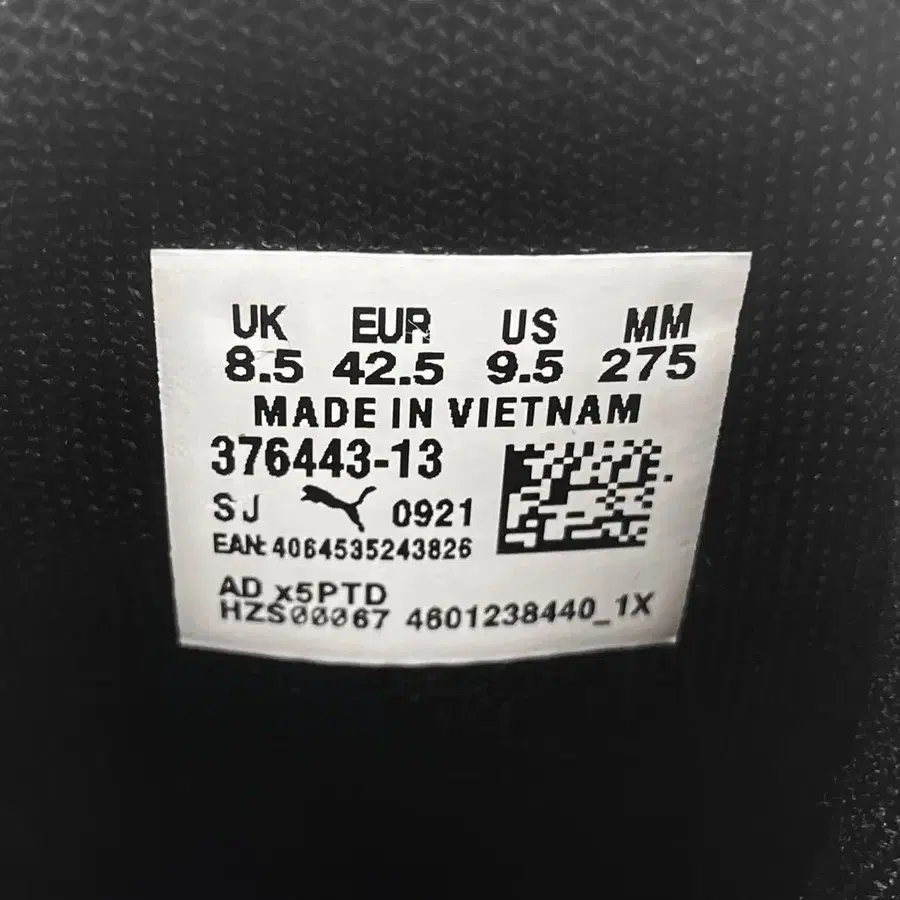 UK EUR US MM
8.5 42.5 9.5 275
MADE IN VIETNAM
376443-13
SJ 0921
EAN: 4064535243826
AD x5PTD
HZS00067 4601238440_1X